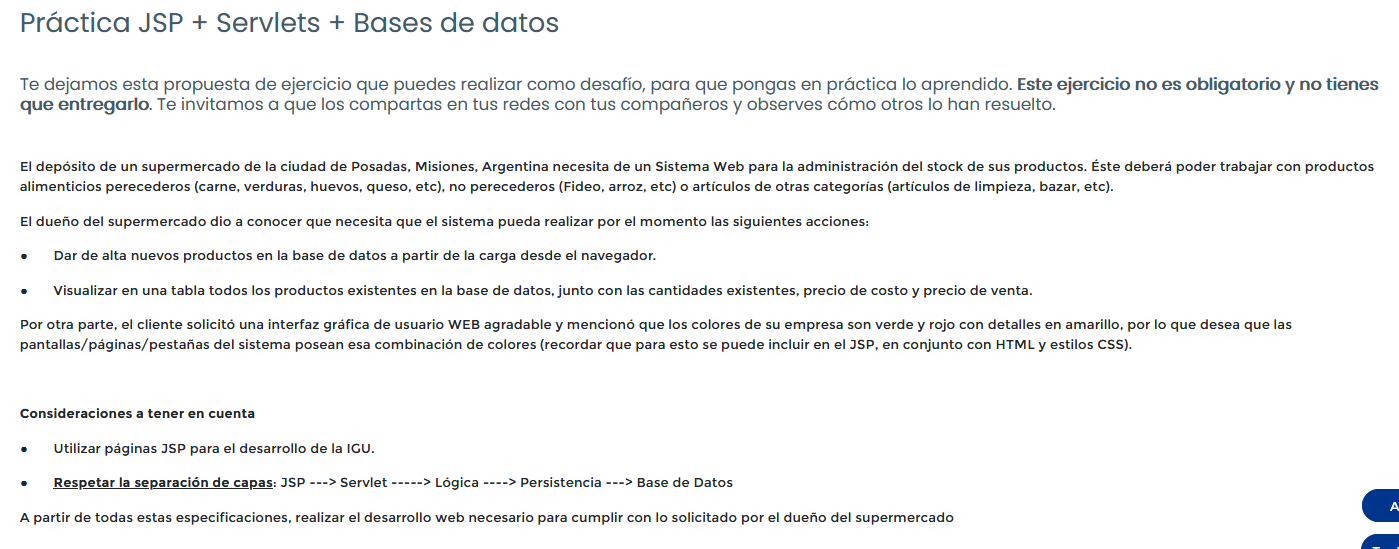 Práctica JSP + Servlets + Bases de datos
Te dejamos esta propuesta de ejercicio que puedes realizar como desafío, para que pongas en práctica lo aprendido. Este ejercicio no es obligatorio y no tienes
que entregarlo. Te invitamos a que los compartas en tus redes con tus compañeros y observes cómo otros lo han resuelto.
El depósito de un supermercado de la ciudad de Posadas, Misiones, Argentina necesita de un Sistema Web para la administración del stock de sus productos. Éste deberá poder trabajar con productos
alimenticios perecederos (carne, verduras, huevos, queso, etc), no perecederos (Fideo, arroz, etc) o artículos de otras categorías (artículos de limpieza, bazar, etc).
El dueño del supermercado dio a conocer que necesita que el sistema pueda realizar por el momento las siguientes acciones:
• Dar de alta nuevos productos en la base de datos a partir de la carga desde el navegador.
• Visualizar en una tabla todos los productos existentes en la base de datos, junto con las cantidades existentes, precio de costo y precio de venta.
Por otra parte, el cliente solicitó una interfaz gráfica de usuario WEB agradable y mencionó que los colores de su empresa son verde y rojo con detalles en amarillo, por lo que desea que las
pantallas/páginas/pestañas del sistema posean esa combinación de colores (recordar que para esto se puede incluir en el JSP, en conjunto con HTML y estilos CSS).
Consideraciones a tener en cuenta
• Utilizar páginas JSP para el desarrollo de la IGU.
• Respetar la separación de capas: JSP ---> Servlet -----> Lógica ----> Persistencia ---> Base de Datos
A partir de todas estas especificaciones, realizar el desarrollo web necesario para cumplir con lo solicitado por el dueño del supermercado